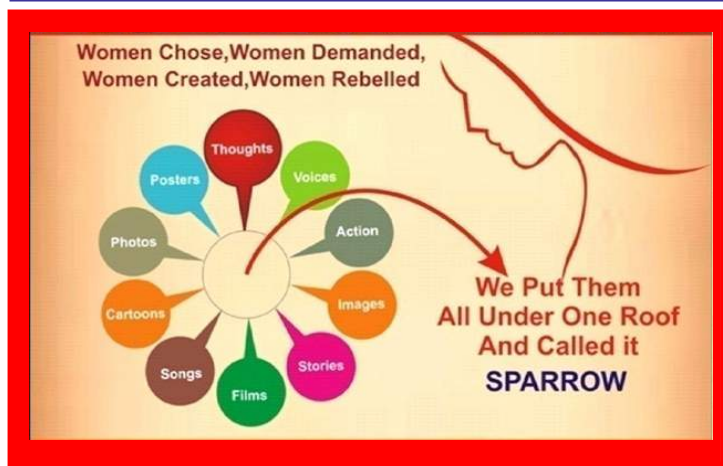 Women Chose,Women Demanded,
Women Created,Women Rebelled
Thoughts
Voices
Action
Images
Stories
Films
Songs
Cartoons
Photos
Posters
We Put Them
All Under One Roof
And Called it
SPARROW